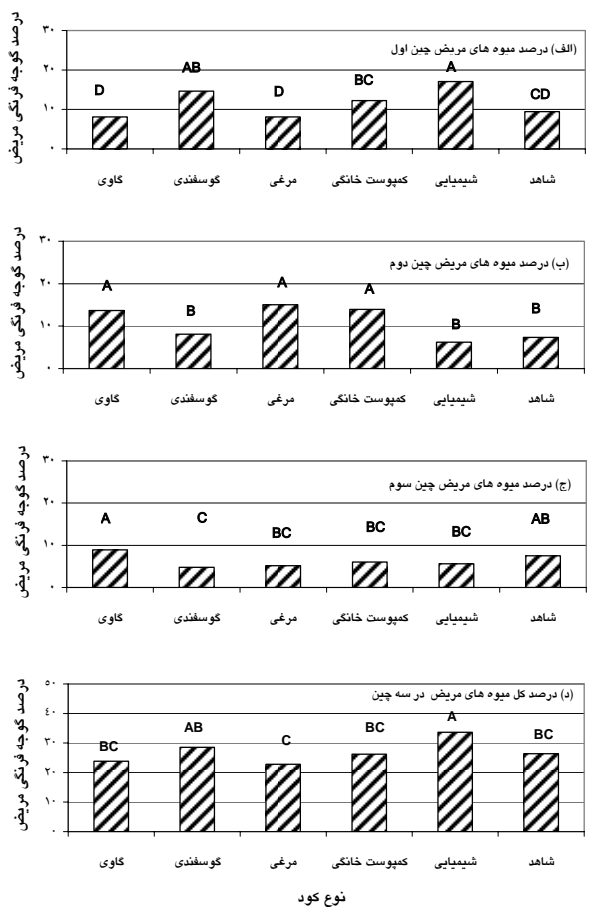 (الف) درصد میوه های مریض چین اول
درصد گوجه فرنگی مریض
۳۰
۲۰
۱۰
۰
D AB D BC A CD
گاوی گوسفندی مرغی کمپوست خانگی شیمیایی شاهد
(ب) درصد میوه های مریض چین دوم
درصد گوجه فرنگی مریض
۳۰
۲۰
۱۰
۰
A B A A B B
گاوی گوسفندی مرغی کمپوست خانگی شیمیایی شاهد
(ج) درصد میوه های مریض چین سوم
درصد گوجه فرنگی مریض
۳۰
۲۰
۱۰
۰
A C BC BC BC AB
گاوی گوسفندی مرغی کمپوست خانگی شیمیایی شاهد
(د) درصد کل میوه های مریض در سه چین
درصد گوجه فرنگی مریض
۵۰
۴۰
۳۰
۲۰
۱۰
۰
BC AB C BC A BC
گاوی گوسفندی مرغی کمپوست خانگی شیمیایی شاهد
نوع کود